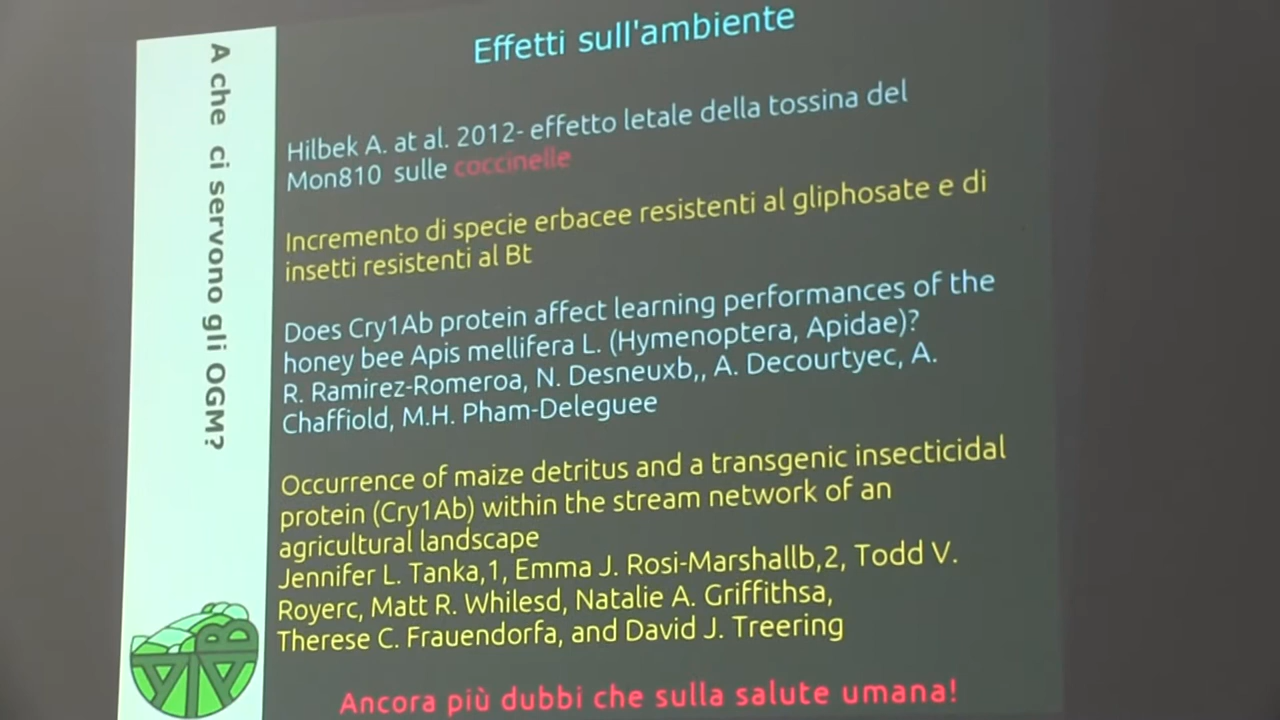 A che ci servono gli OGM?
Effetti sull'ambiente
Hilbek A. at al. 2012- effetto letale della tossina del
Mon810 sulle coccinelle
Incremento di specie erbacee resistenti al gliphosate e di
insetti resistenti al Bt
Does Cry1Ab protein affect learning performances of the
honey bee Apis mellifera L. (Hymenoptera, Apidae)?
R. Ramirez-Romeroa, N. Desneuxb,, A. Decourtyec, A.
Chaffiold, M.H. Pham-Deleguee
Occurrence of maize detritus and a transgenic insecticidal
protein (Cry1Ab) within the stream network of an
agricultural landscape
Jennifer L. Tanka,1, Emma J. Rosi-Marshallb,2, Todd V.
Royerc, Matt R. Whilesd, Natalie A. Griffithsa,
Therese C. Frauendorfa, and David J. Treering
Ancora più dubbi che sulla salute umana!
AIAB